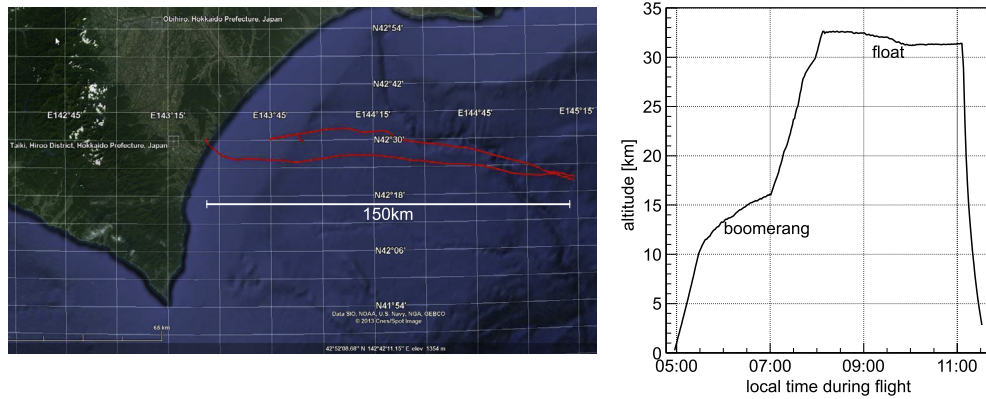 Obihiro, Hokkaido Prefecture, Japan
N42°54'
N42°42'
E142°45'
E143°15'
E143°45'
E144°15'
E144°45'
E145°15'
N42°30'
Taiki, Hiroo District, Hokkaido Prefecture, Japan
N42°18'
150km
N42°06'
N41°54'
Data SIO, NOAA, U.S. Navy, NGA, GEBCO
© 2013 Cnes/Spot Image
68 km
42°52'08.68" N 142°42'11.15" E elev 1354 m
altitude [km]
35
30
25
20
15
10
5
0
float
boomerang
05:00
07:00
09:00
11:00
local time during flight